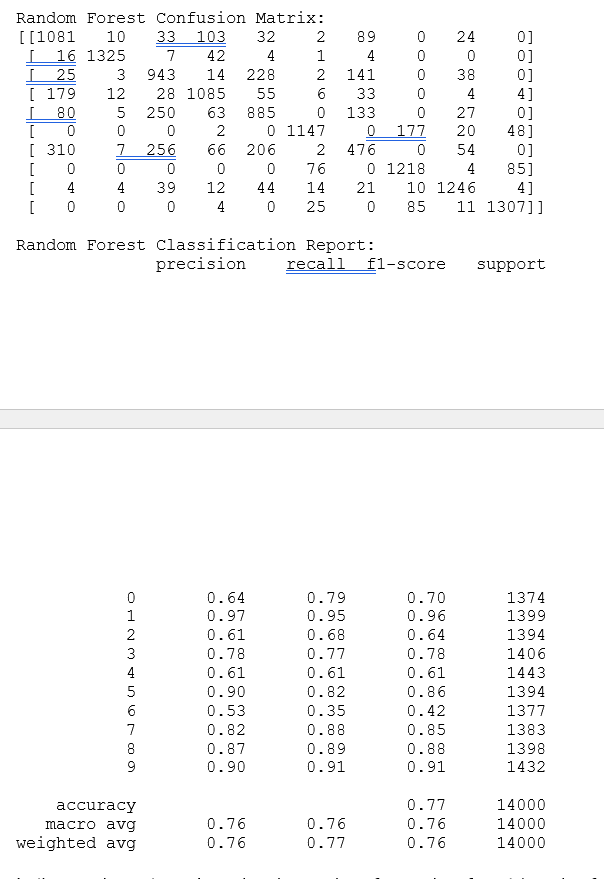 Random Forest Confusion Matrix:
[[1081 10 33 103 32 2 89 0 24 0]
[ 16 1325 7 42 4 1 4 0 0 0]
[ 25 3 943 14 228 2 141 0 38 0]
[ 179 12 28 1085 55 6 33 0 4 4]
[ 80 5 250 63 885 0 133 0 27 0]
[ 0 0 0 2 0 1147 0 177 20 48]
[ 310 7 256 66 206 2 476 0 54 0]
[ 0 0 0 0 0 76 0 1218 4 85]
[ 4 4 39 12 44 14 21 10 1246 4]
[ 0 0 0 4 0 25 0 85 11 1307]]
Random Forest Classification Report:
precision recall f1-score support
0 0.64 0.79 0.70 1374
1 0.97 0.95 0.96 1399
2 0.61 0.68 0.64 1394
3 0.78 0.77 0.78 1406
4 0.61 0.61 0.61 1443
5 0.90 0.82 0.86 1394
6 0.53 0.35 0.42 1377
7 0.82 0.88 0.85 1383
8 0.87 0.89 0.88 1398
9 0.90 0.91 0.91 1432
accuracy 0.77 14000
macro avg 0.76 0.76 0.76 14000
weighted avg 0.76 0.77 0.76 14000